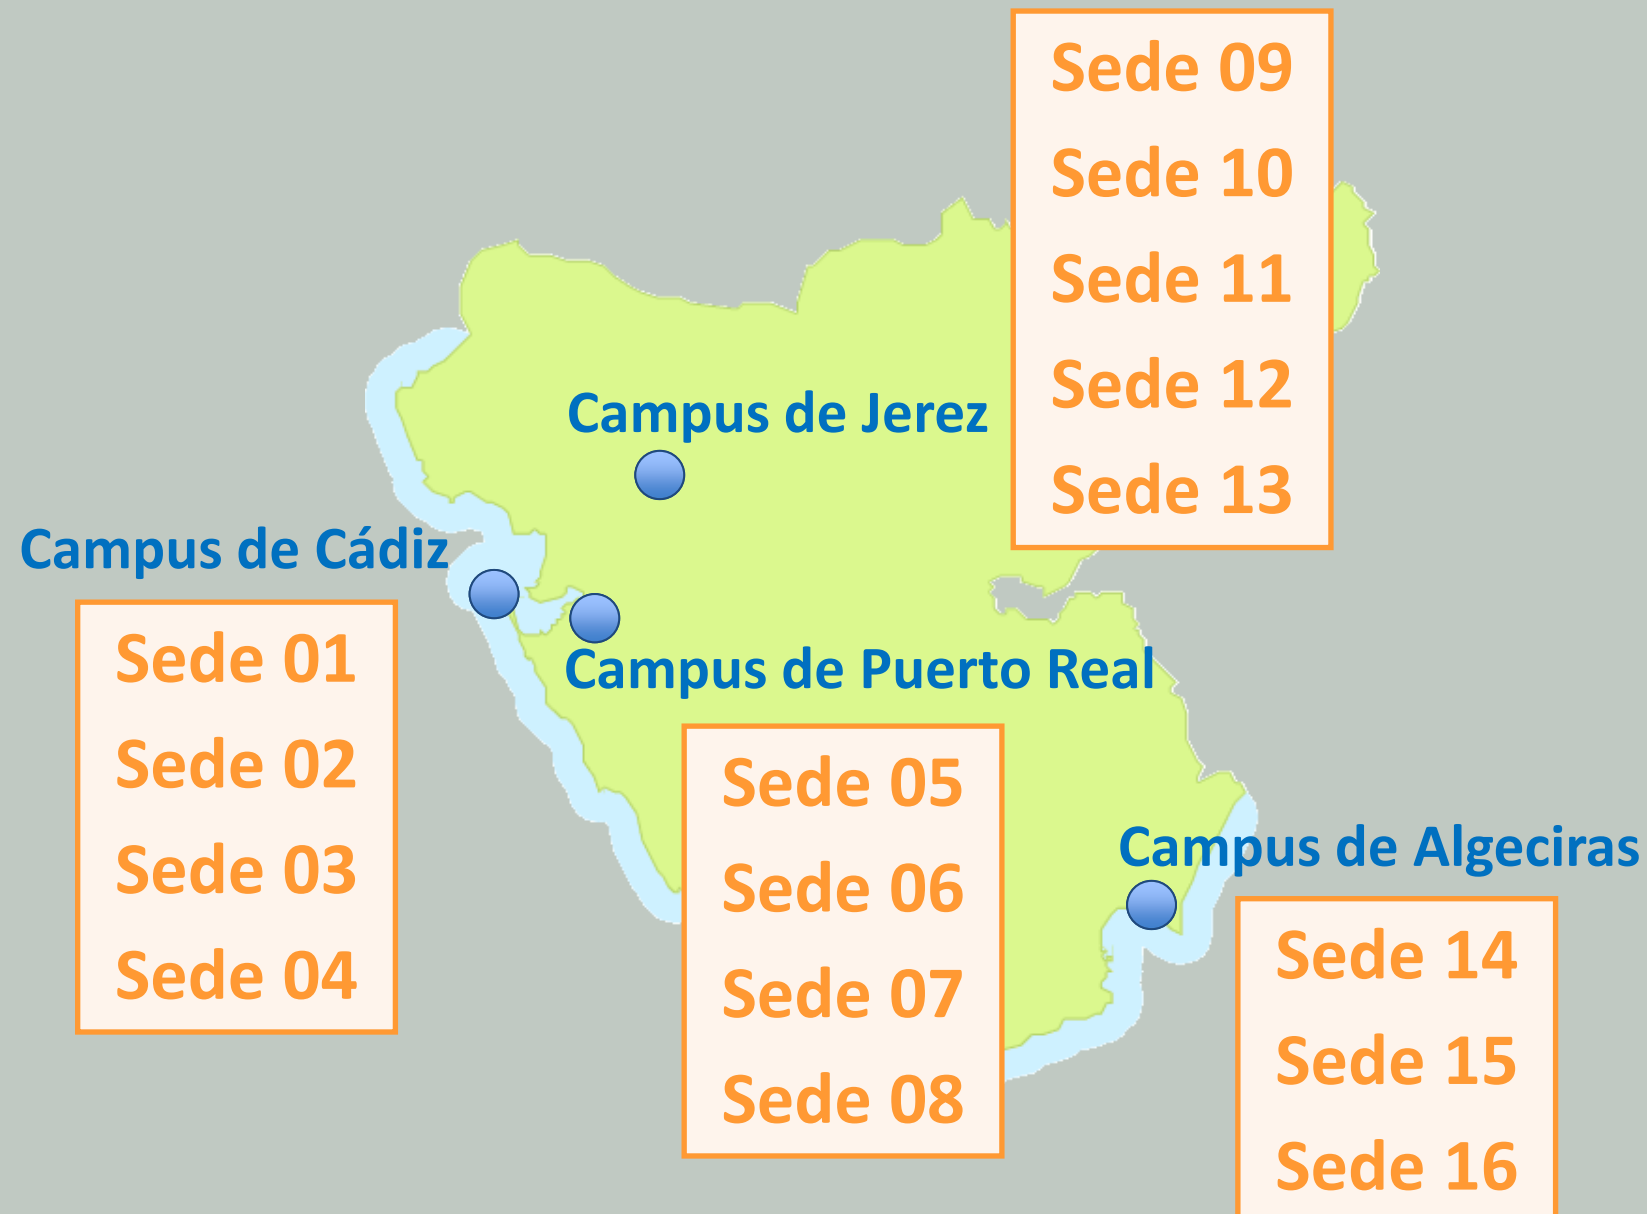 Sede 09
Sede 10
Sede 11
Sede 12
Sede 13
Campus de Jerez
Campus de Cádiz
Sede 01
Sede 02
Sede 03
Sede 04
Campus de Puerto Real
Sede 05
Sede 06
Sede 07
Sede 08
Campus de Algeciras
Sede 14
Sede 15
Sede 16